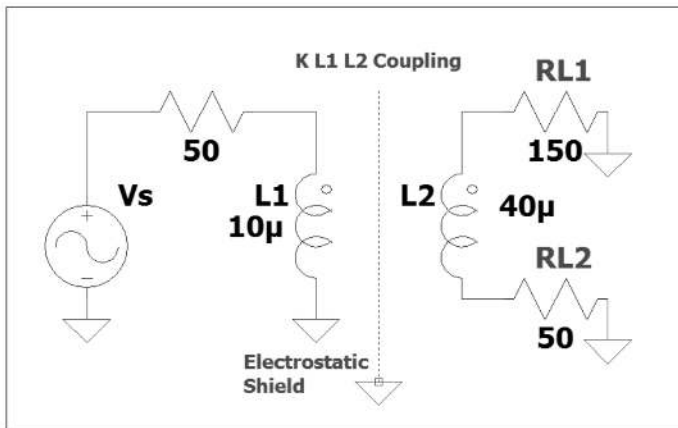 K L1 L2 Coupling
RL1
50
150
Vs
L1
L2
10µ
40µ
RL2
50
Electrostatic
Shield